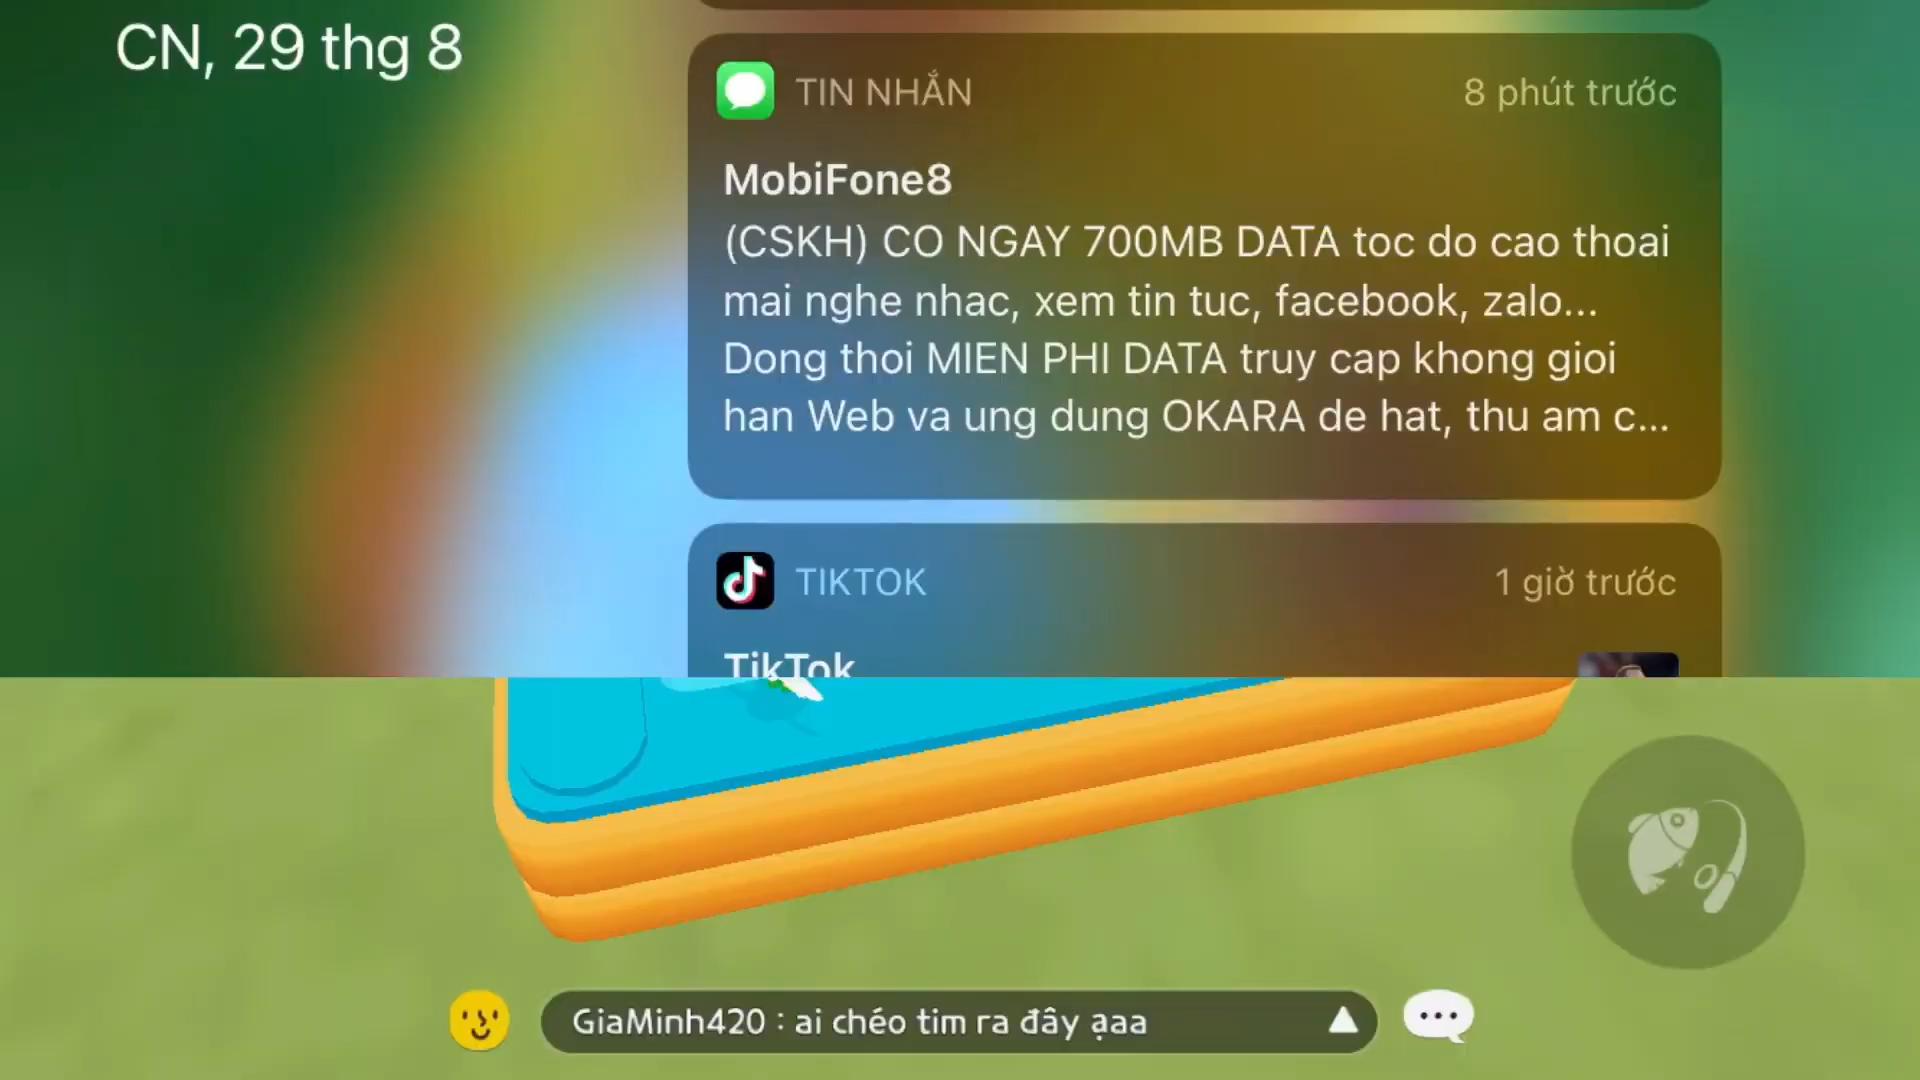 CN, 29 thg 8
TIN NHẮN
8 phút trước
MobiFone8
(CSKH) CO NGAY 700MB DATA toc do cao thoai
mai nghe nhac, xem tin tuc, facebook, zalo...
Dong thoi MIEN PHI DATA truy cap khong gioi
han Web va ung dung OKARA de hat, thu am c...
TIKTOK
1 giờ trước
TikTok
GiaMinh420 : ai chéo tim ra đây ạaa